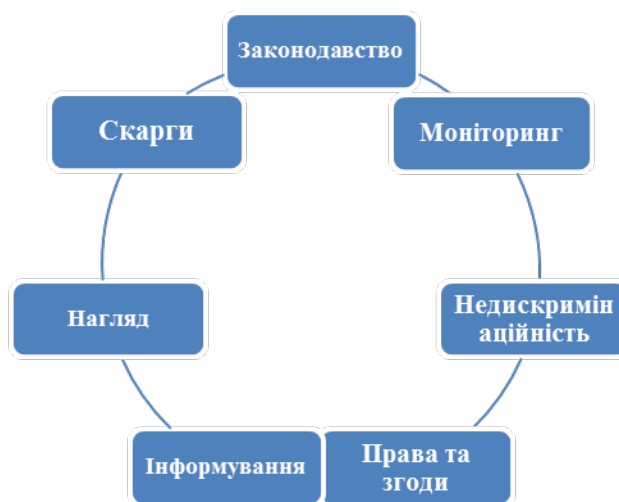 Законодавство
Скарги
Моніторинг
Нагляд
Недискримін
аційність
Інформування
Права та
згоди